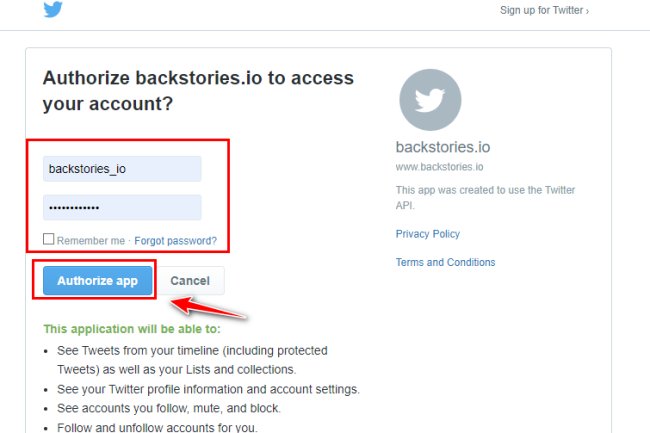 Sign up for Twitter ›
Authorize backstories.io to access
your account?
backstories_io
••••••••••••
Remember me · Forgot password?
Authorize app
Cancel
backstories.io
www.backstories.io
This app was created to use the Twitter
API.
Privacy Policy
Terms and Conditions
This application will be able to:
• See Tweets from your timeline (including protected
Tweets) as well as your Lists and collections.
• See your Twitter profile information and account settings.
• See accounts you follow, mute, and block.
• Follow and unfollow accounts for you.